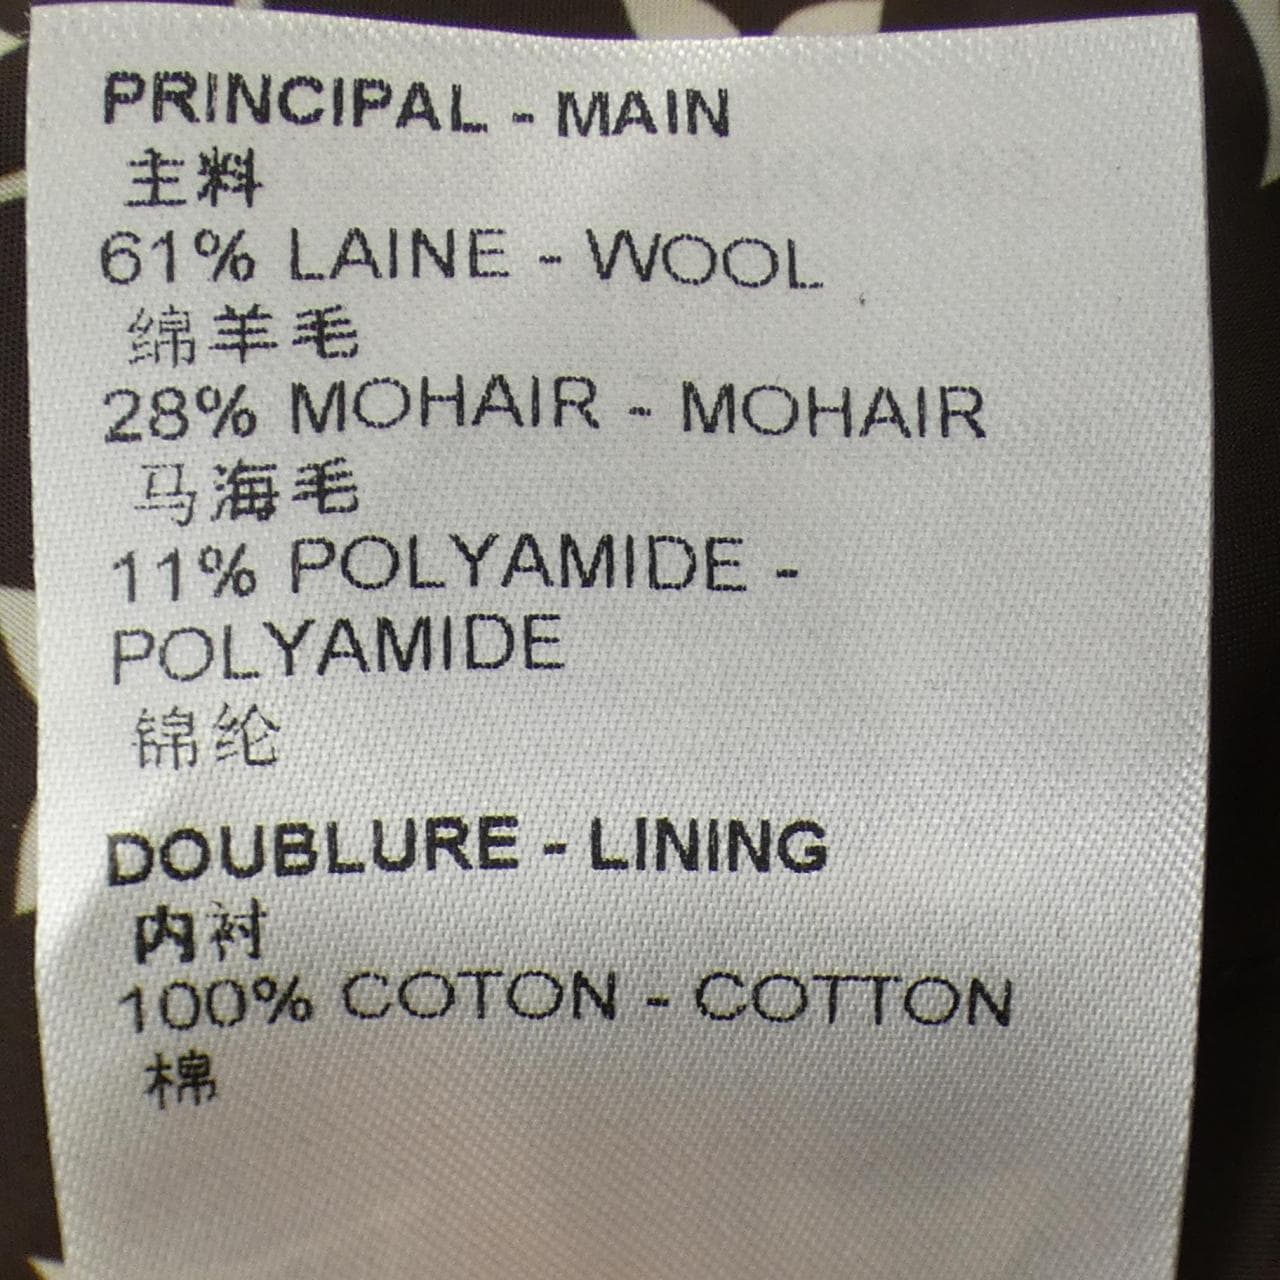 PRINCIPAL - MAIN
主料
61% LAINE - WOOL
绵羊毛
28% MOHAIR - MOHAIR
马海毛
11% POLYAMIDE -
POLYAMIDE
锦纶
DOUBLURE - LINING
内衬
100% COTON - COTTON
棉